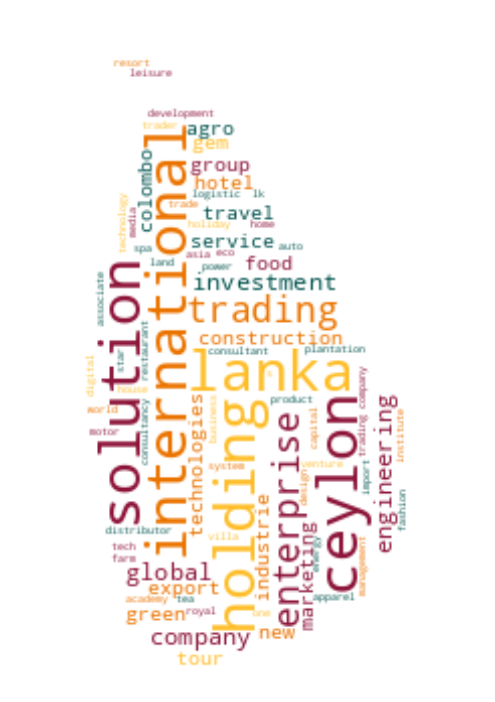 resort
leisure
development
trader
agro
gem
international
colombo
group
hotel
logistic
lk
technology
media
trade
travel
holiday
home
service
auto
spa
asia
eco
land
power
food
solution
associate
investment
trading
construction
restaurant
star
consultant
plantation
lanka
digital
house
company
world
product
motor
consultancy
technologies
business
holding
enterprise
capital
ceylon
trading
engineering
institute
system
venture
import
design
fashion
industrie
marketing
distributor
villa
energy
management
tech
farm
global
export
academy
tea
apparel
green
royal
one
company
new
tour